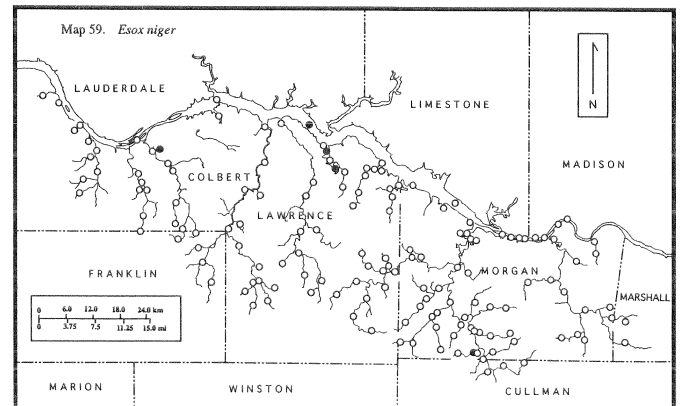 Map 59. Esox niger
LAUDERDALE
LIMESTONE
N
MADISON
COLBERT
LAWRENCE
FRANKLIN
MORGAN
MARSHALL
0 6.0 12.0 18.0 24.0 km
0 3.75 7.5 11.25 15.0 mi
MARION
WINSTON
CULLMAN